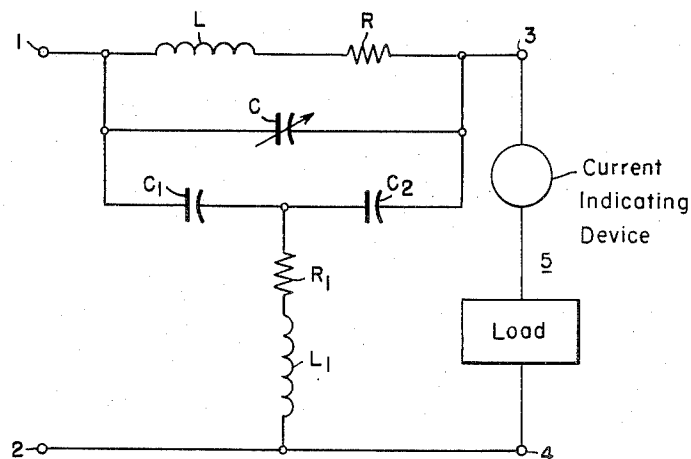 L
R
1
3
C
C1
C2
Current
Indicating
Device
R1
5
Load
L1
2
4